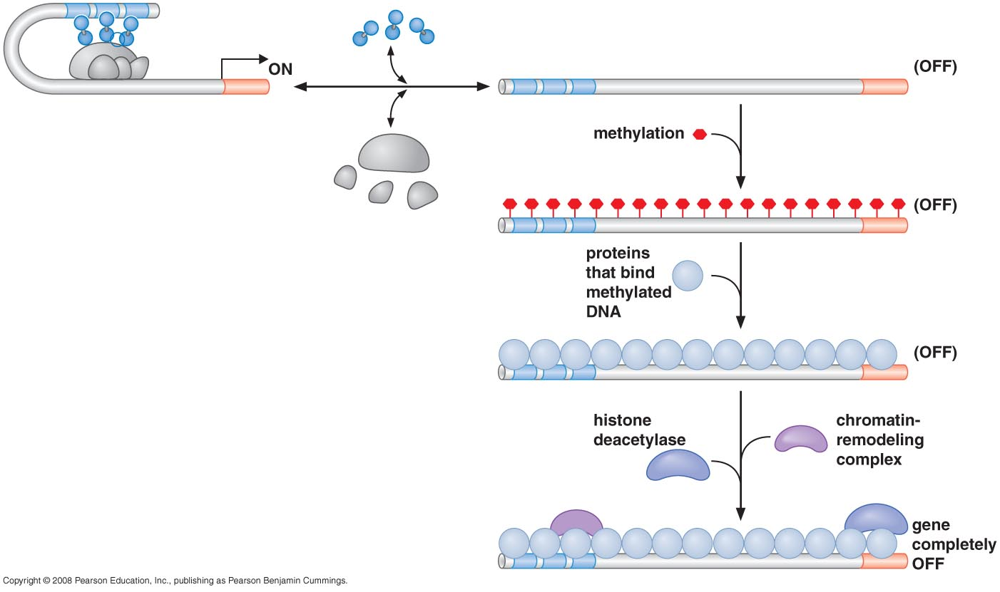 ON
(OFF)
methylation
(OFF)
proteins
that bind
methylated
DNA
(OFF)
histone
deacetylase
chromatin-
remodeling
complex
gene
completely
OFF
Copyright © 2008 Pearson Education, Inc., publishing as Pearson Benjamin Cummings.